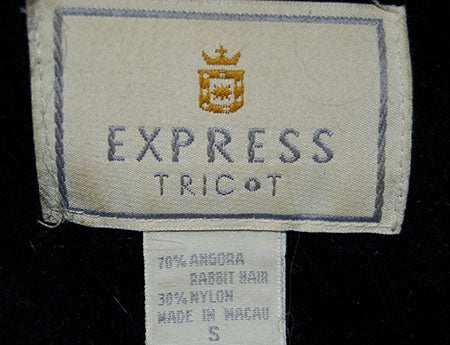 EXPRESS
TRICOT
70% ANGORA
RABBIT HAIR
30% NYLON
MADE IN MACAU
S